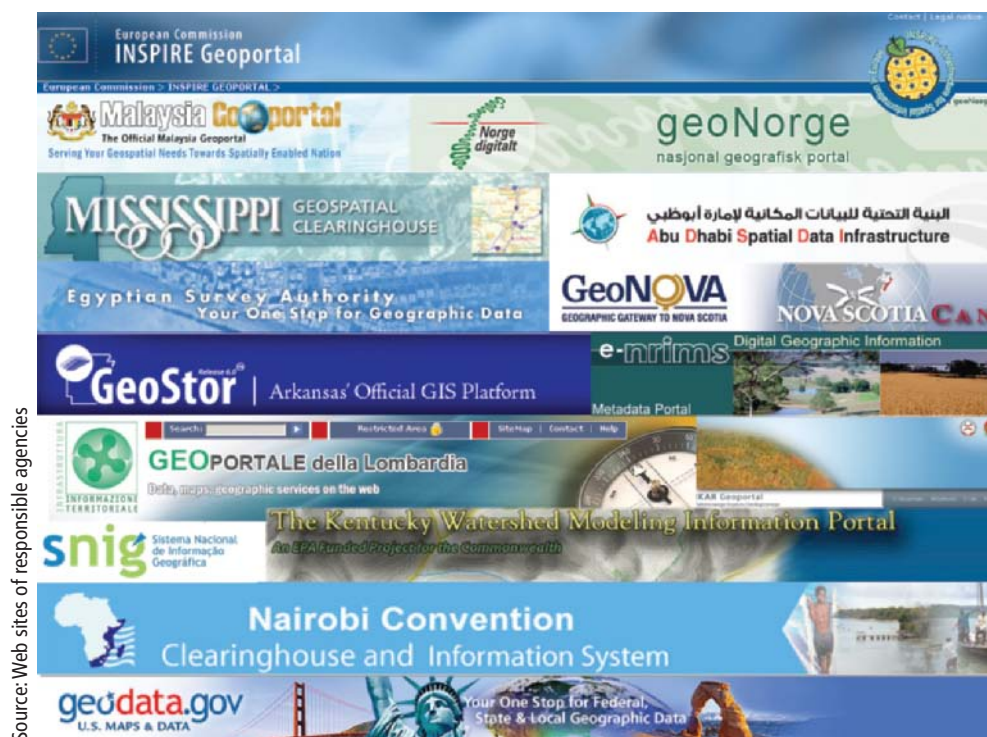 Contact | Legal notice
European Commission
INSPIRE Geoportal
European Commission > INSPIRE GEOPORTAL >
Malaysia Geoportal
The Official Malaysia Geoportal
Serving Your Geospatial Needs Towards Spatially Enabled Nation
Norge
digitalt
geoNorge
nasjonal geografisk portal
MISSISSIPPI
GEOSPATIAL
CLEARINGHOUSE
البنية التحتية للبيانات المكانية لإمارة أبوظبي
Abu Dhabi Spatial Data Infrastructure
Egyptian Survey Authority
Your One Step for Geographic Data
GeoNOVA
GEOGRAPHIC GATEWAY TO NOVA SCOTIA
NOVA SCOTIA CAN
GeoStor
Arkansas' Official GIS Platform
e-nrims
Digital Geographic Information
Metadata Portal
INFRASTRUTTURA
INFORMAZIONE
TERRITORIALE
Search:
Restricted Area
SiteMap | Contact | Help
GEOPORTALE della Lombardia
Data, maps, geographic services on the web
KAR Geoportal
snig
Sistema Nacional
de Informação
Geográfica
The Kentucky Watershed Modeling Information Portal
An EPA Funded Project for the Commonwealth
Nairobi Convention
Clearinghouse and Information System
geodata.gov
U.S. MAPS & DATA
Your One Stop for Federal,
State & Local Geographic Data
Source: Web sites of responsible agencies